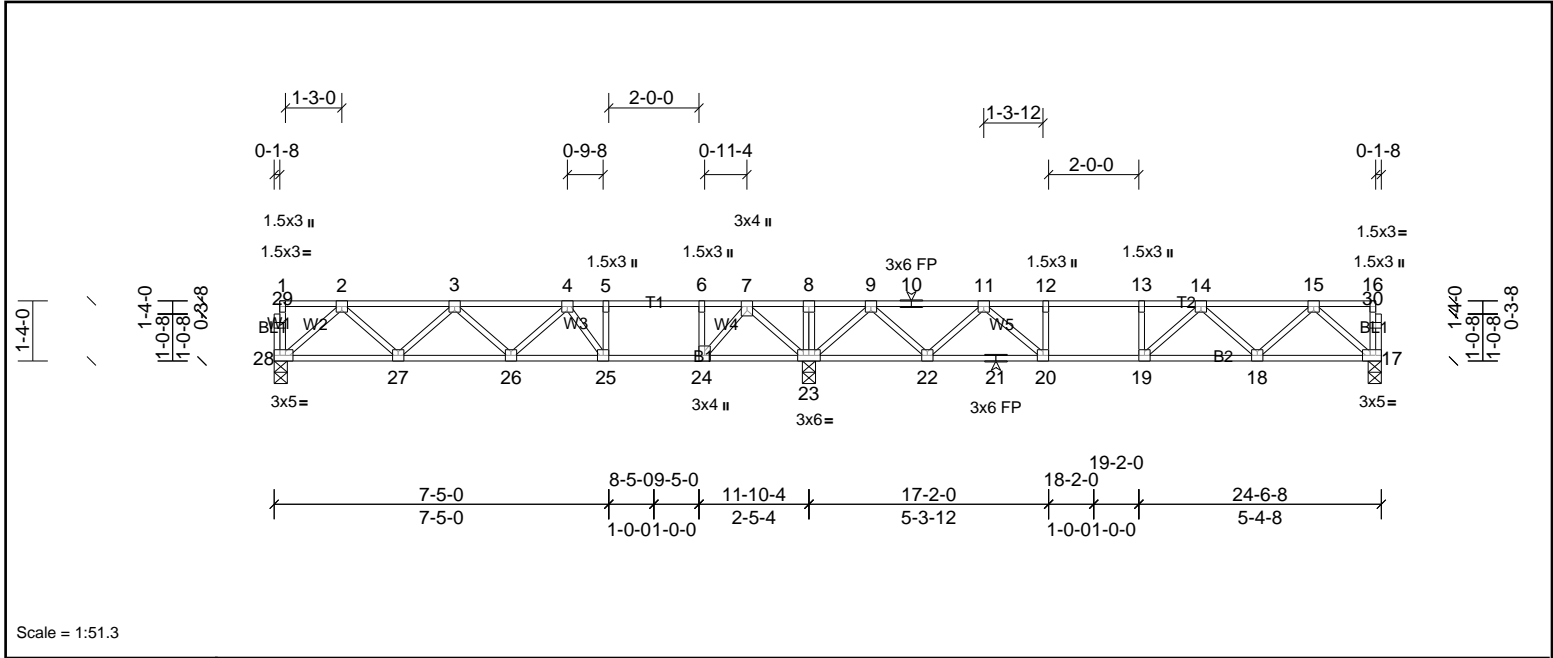 1-3-0 2-0-0 1-3-12
0-1-8 0-9-8 0-11-4 2-0-0 0-1-8
1.5x3 II 3x4 II
1.5x3= 1.5x3 II 1.5x3 II 3x6 FP 1.5x3 II 1.5x3 II 1.5x3=
1.5x3 II
1 2 3 4 5 6 7 8 9 10 11 12 13 14 15 16
29 T1 T2 30
1-4-0 1-4-0 1-0-8 1-0-8 0-3-8
BL1 W1 W2 W3 W4 W5 BL1
1-4-0 1-0-8 1-0-8 0-3-8
28 B1 B2 17
27 26 25 24 23 22 21 20 19 18
3x5= 3x4 II 3x6= 3x6 FP 3x5=
7-5-0 8-5-0 9-5-0 11-10-4 17-2-0 18-2-0 19-2-0 24-6-8
7-5-0 1-0-0 1-0-0 2-5-4 5-3-12 1-0-0 1-0-0 5-4-8
Scale = 1:51.3